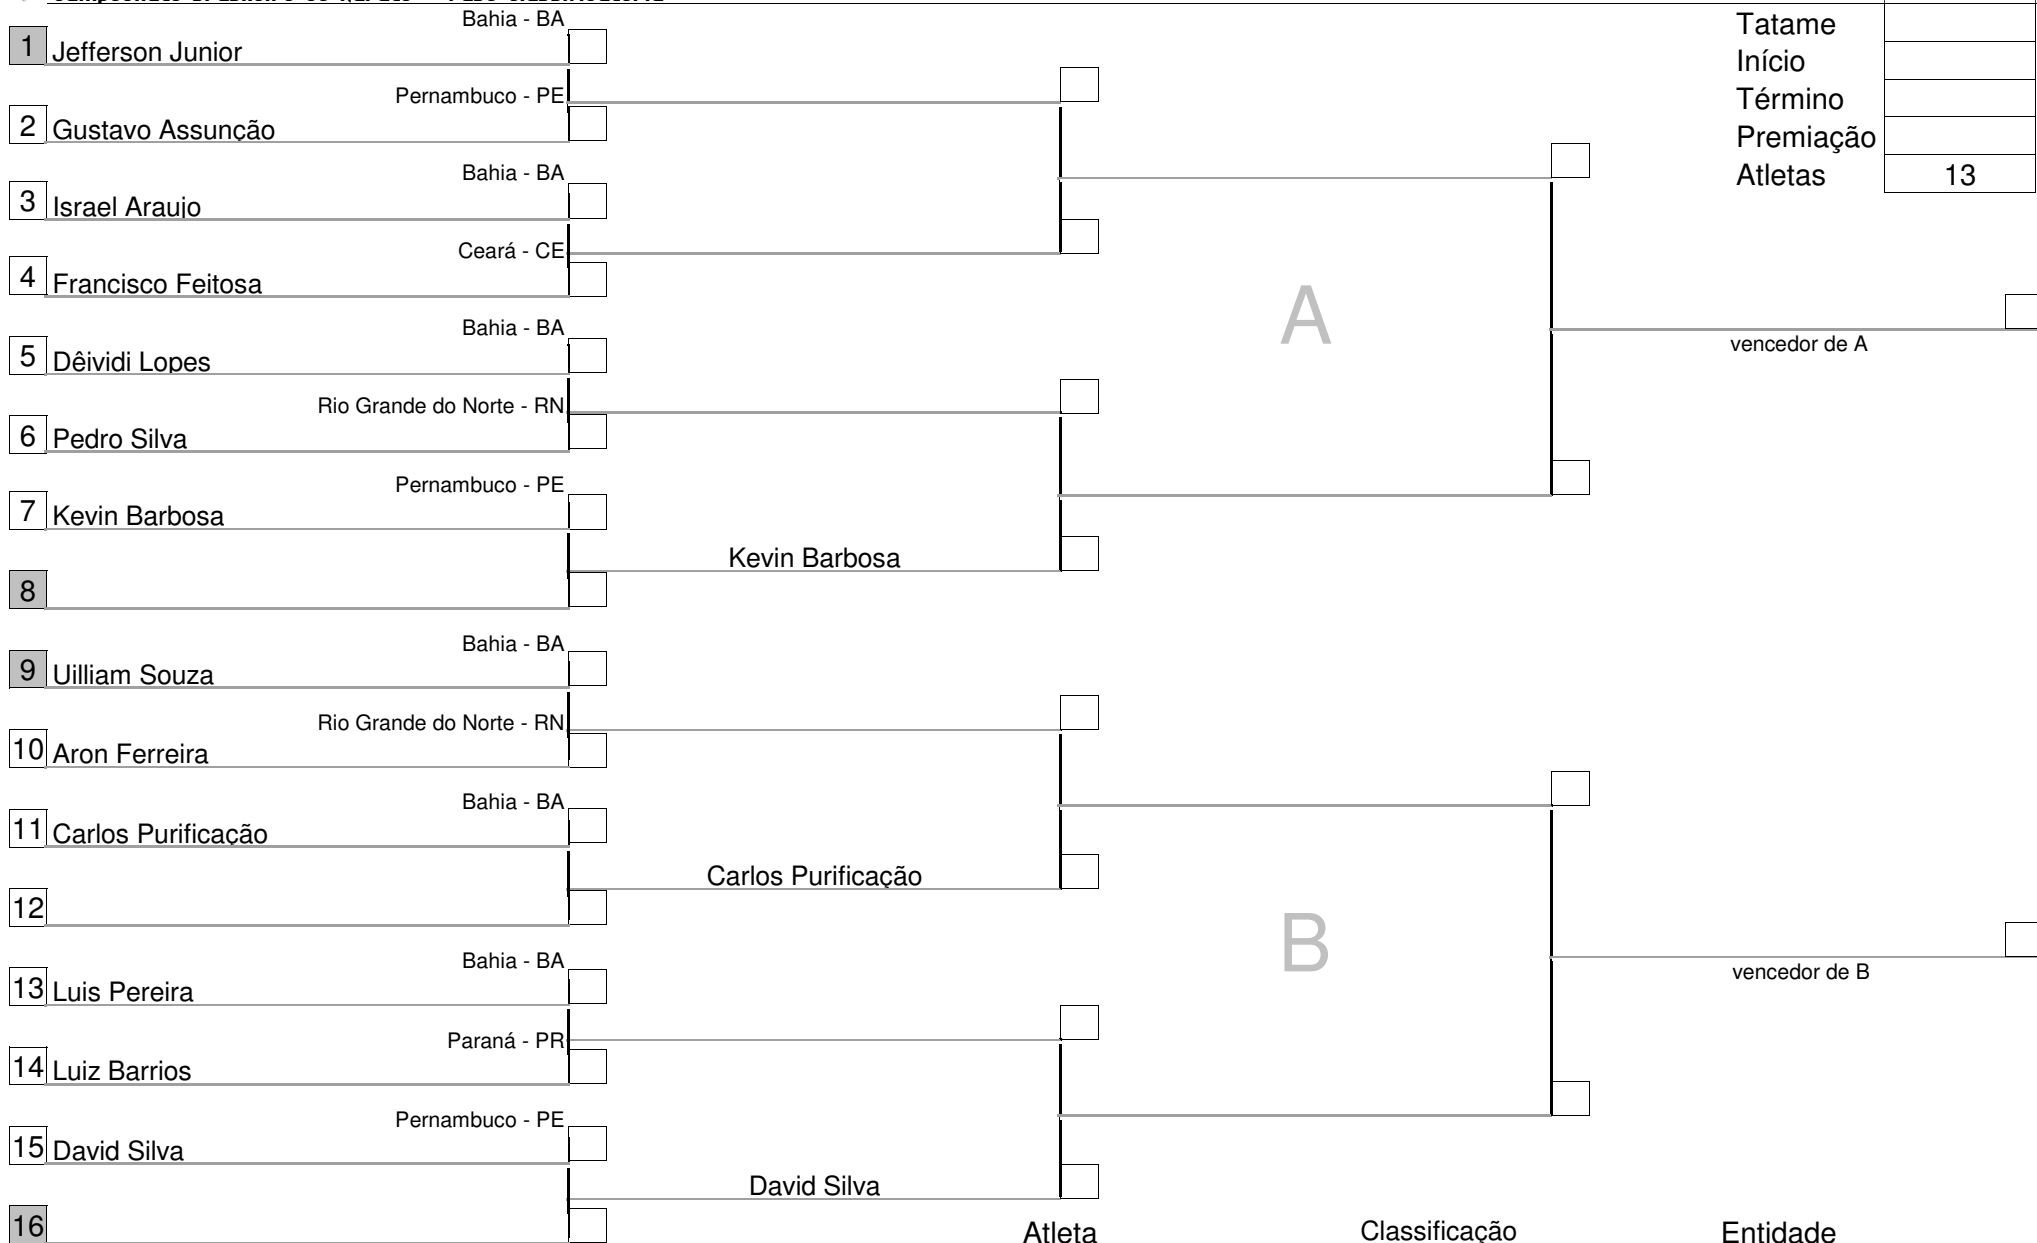 Bahia - BA
1 Jefferson Junior
Pernambuco - PE
2 Gustavo Assunção
Bahia - BA
3 Israel Araujo
Ceará - CE
4 Francisco Feitosa
Bahia - BA
5 Dêividi Lopes
Rio Grande do Norte - RN
6 Pedro Silva
Pernambuco - PE
7 Kevin Barbosa
8
Bahia - BA
9 Uilliam Souza
Rio Grande do Norte - RN
10 Aron Ferreira
Bahia - BA
11 Carlos Purificação
12
Bahia - BA
13 Luis Pereira
Paraná - PR
14 Luiz Barrios
Pernambuco - PE
15 David Silva
16
Kevin Barbosa
Carlos Purificação
David Silva
A
B
vencedor de A
vencedor de B
Tatame
Início
Término
Premiação
Atletas 13
Atleta Classificação Entidade